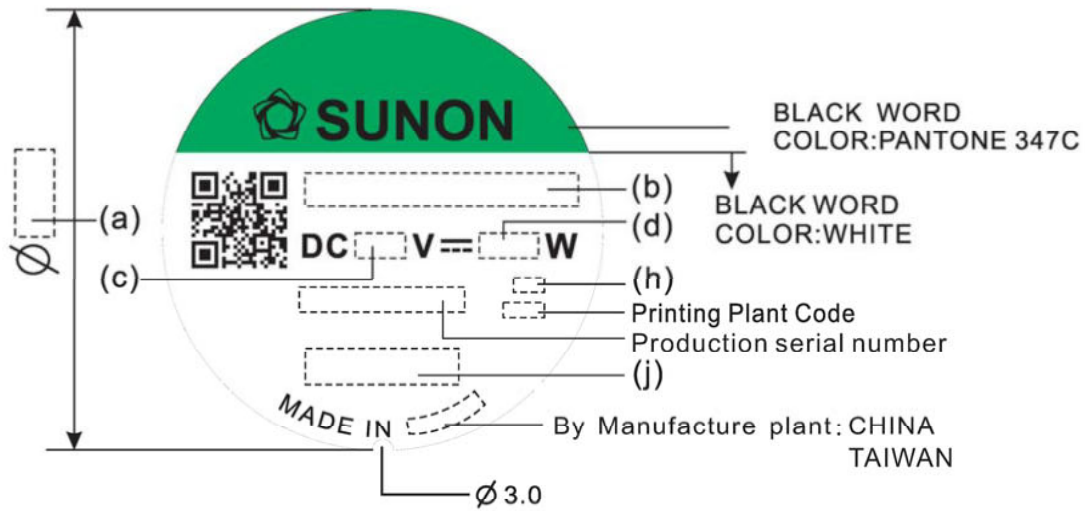 SUNON
BLACK WORD
COLOR:PANTONE 347C
(b)
(a)
BLACK WORD
COLOR:WHITE
(d)
DC V W
Ø
(c)
(h)
Printing Plant Code
Production serial number
(j)
MADE IN
By Manufacture plant: CHINA
TAIWAN
Ø 3.0